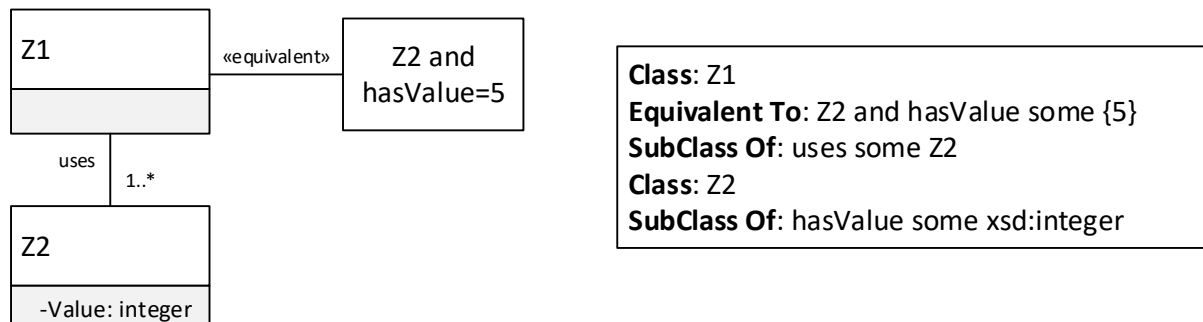 Z1
«equivalent»
Z2 and
hasValue=5
uses
1..*
Z2
-Value: integer
Class: Z1
Equivalent To: Z2 and hasValue some {5}
SubClass Of: uses some Z2
Class: Z2
SubClass Of: hasValue some xsd:integer